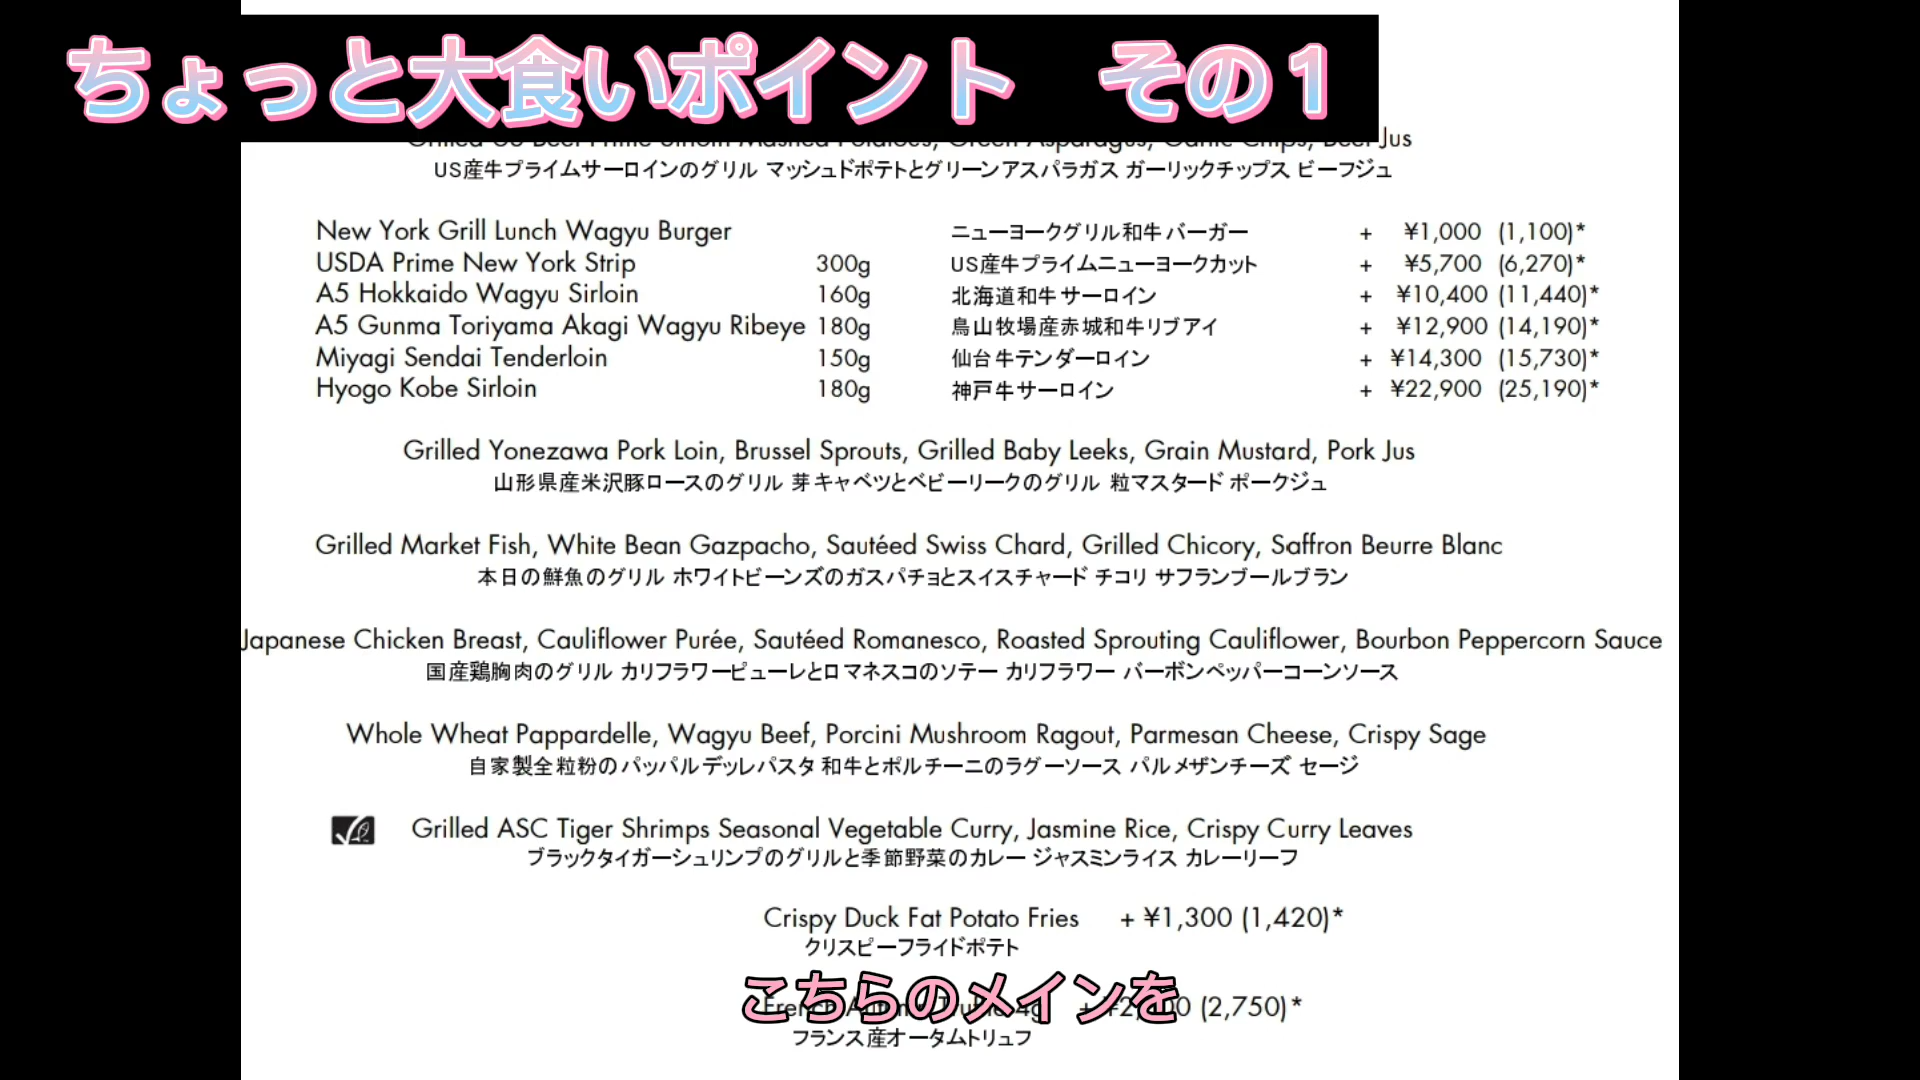 ちょっと大食いポイント その1
Jus
US産牛プライムサーロインのグリル マッシュドポテトとグリーンアスパラガス ガーリックチップス ビーフジュ
New York Grill Lunch Wagyu Burger ニューヨークグリル和牛バーガー + ¥1,000 (1,100)*
USDA Prime New York Strip 300g US産牛プライムニューヨークカット + ¥5,700 (6,270)*
A5 Hokkaido Wagyu Sirloin 160g 北海道和牛サーロイン + ¥10,400 (11,440)*
A5 Gunma Toriyama Akagi Wagyu Ribeye 180g 鳥山牧場産赤城和牛リブアイ + ¥12,900 (14,190)*
Miyagi Sendai Tenderloin 150g 仙台牛テンダーロイン + ¥14,300 (15,730)*
Hyogo Kobe Sirloin 180g 神戸牛サーロイン + ¥22,900 (25,190)*
Grilled Yonezawa Pork Loin, Brussel Sprouts, Grilled Baby Leeks, Grain Mustard, Pork Jus
山形県産米沢豚ロースのグリル 芽キャベツとベビーリークのグリル 粒マスタード ポークジュ
Grilled Market Fish, White Bean Gazpacho, Sautéed Swiss Chard, Grilled Chicory, Saffron Beurre Blanc
本日の鮮魚のグリル ホワイトビーンズのガスパチョとスイスチャード チコリ サフランブールブラン
Japanese Chicken Breast, Cauliflower Purée, Sautéed Romanesco, Roasted Sprouting Cauliflower, Bourbon Peppercorn Sauce
国産鶏胸肉のグリル カリフラワーピューレとロマネスコのソテー カリフラワー バーボンペッパーコーンソース
Whole Wheat Pappardelle, Wagyu Beef, Porcini Mushroom Ragout, Parmesan Cheese, Crispy Sage
自家製全粒粉のパッパルデッレパスタ 和牛とポルチーニのラグーソース パルメザンチーズ セージ
Grilled ASC Tiger Shrimps Seasonal Vegetable Curry, Jasmine Rice, Crispy Curry Leaves
ブラックタイガーシュリンプのグリルと季節野菜のカレー ジャスミンライス カレーリーフ
Crispy Duck Fat Potato Fries + ¥1,300 (1,420)*
クリスピーフライドポテト
こちらのメインを
(2,750)*
フランス産オータムトリュフ